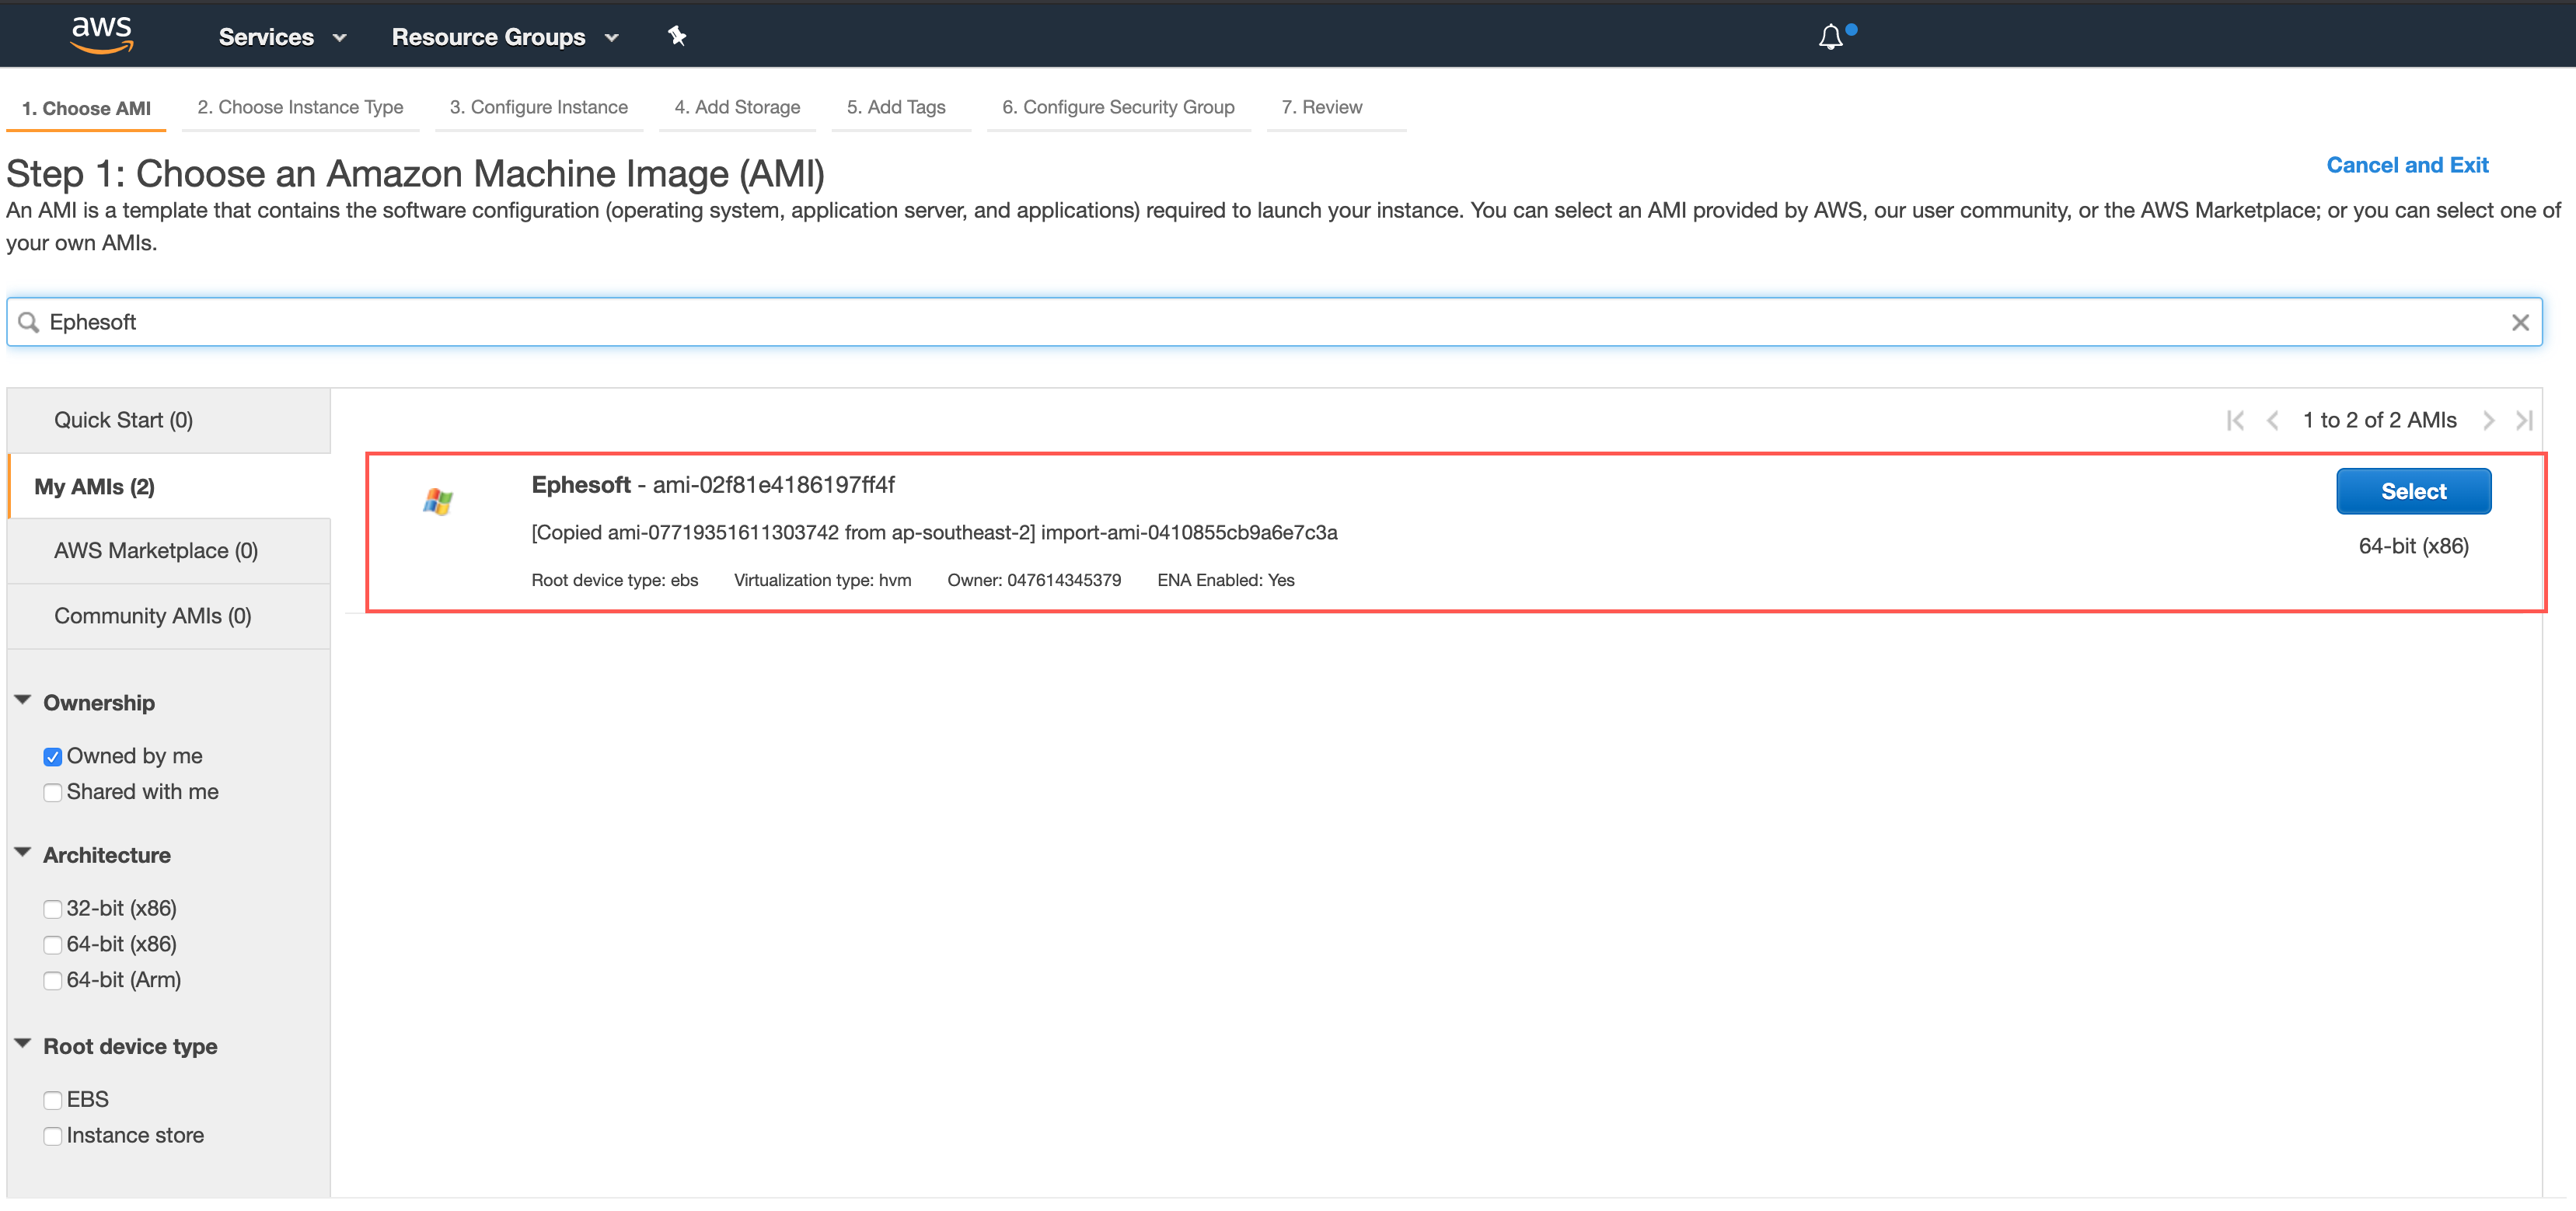 aws
Services
Resource Groups
1. Choose AMI
2. Choose Instance Type
3. Configure Instance
4. Add Storage
5. Add Tags
6. Configure Security Group
7. Review
Step 1: Choose an Amazon Machine Image (AMI)
Cancel and Exit
An AMI is a template that contains the software configuration (operating system, application server, and applications) required to launch your instance. You can select an AMI provided by AWS, our user community, or the AWS Marketplace; or you can select one of
your own AMIs.
Ephesoft
Quick Start (0)
My AMIs (2)
AWS Marketplace (0)
Community AMIs (0)
Ownership
Owned by me
Shared with me
Architecture
32-bit (x86)
64-bit (x86)
64-bit (Arm)
Root device type
EBS
Instance store
1 to 2 of 2 AMIs
Ephesoft - ami-02f81e4186197ff4f
[Copied ami-07719351611303742 from ap-southeast-2] import-ami-0410855cb9a6e7c3a
Root device type: ebs Virtualization type: hvm Owner: 047614345379 ENA Enabled: Yes
Select
64-bit (x86)